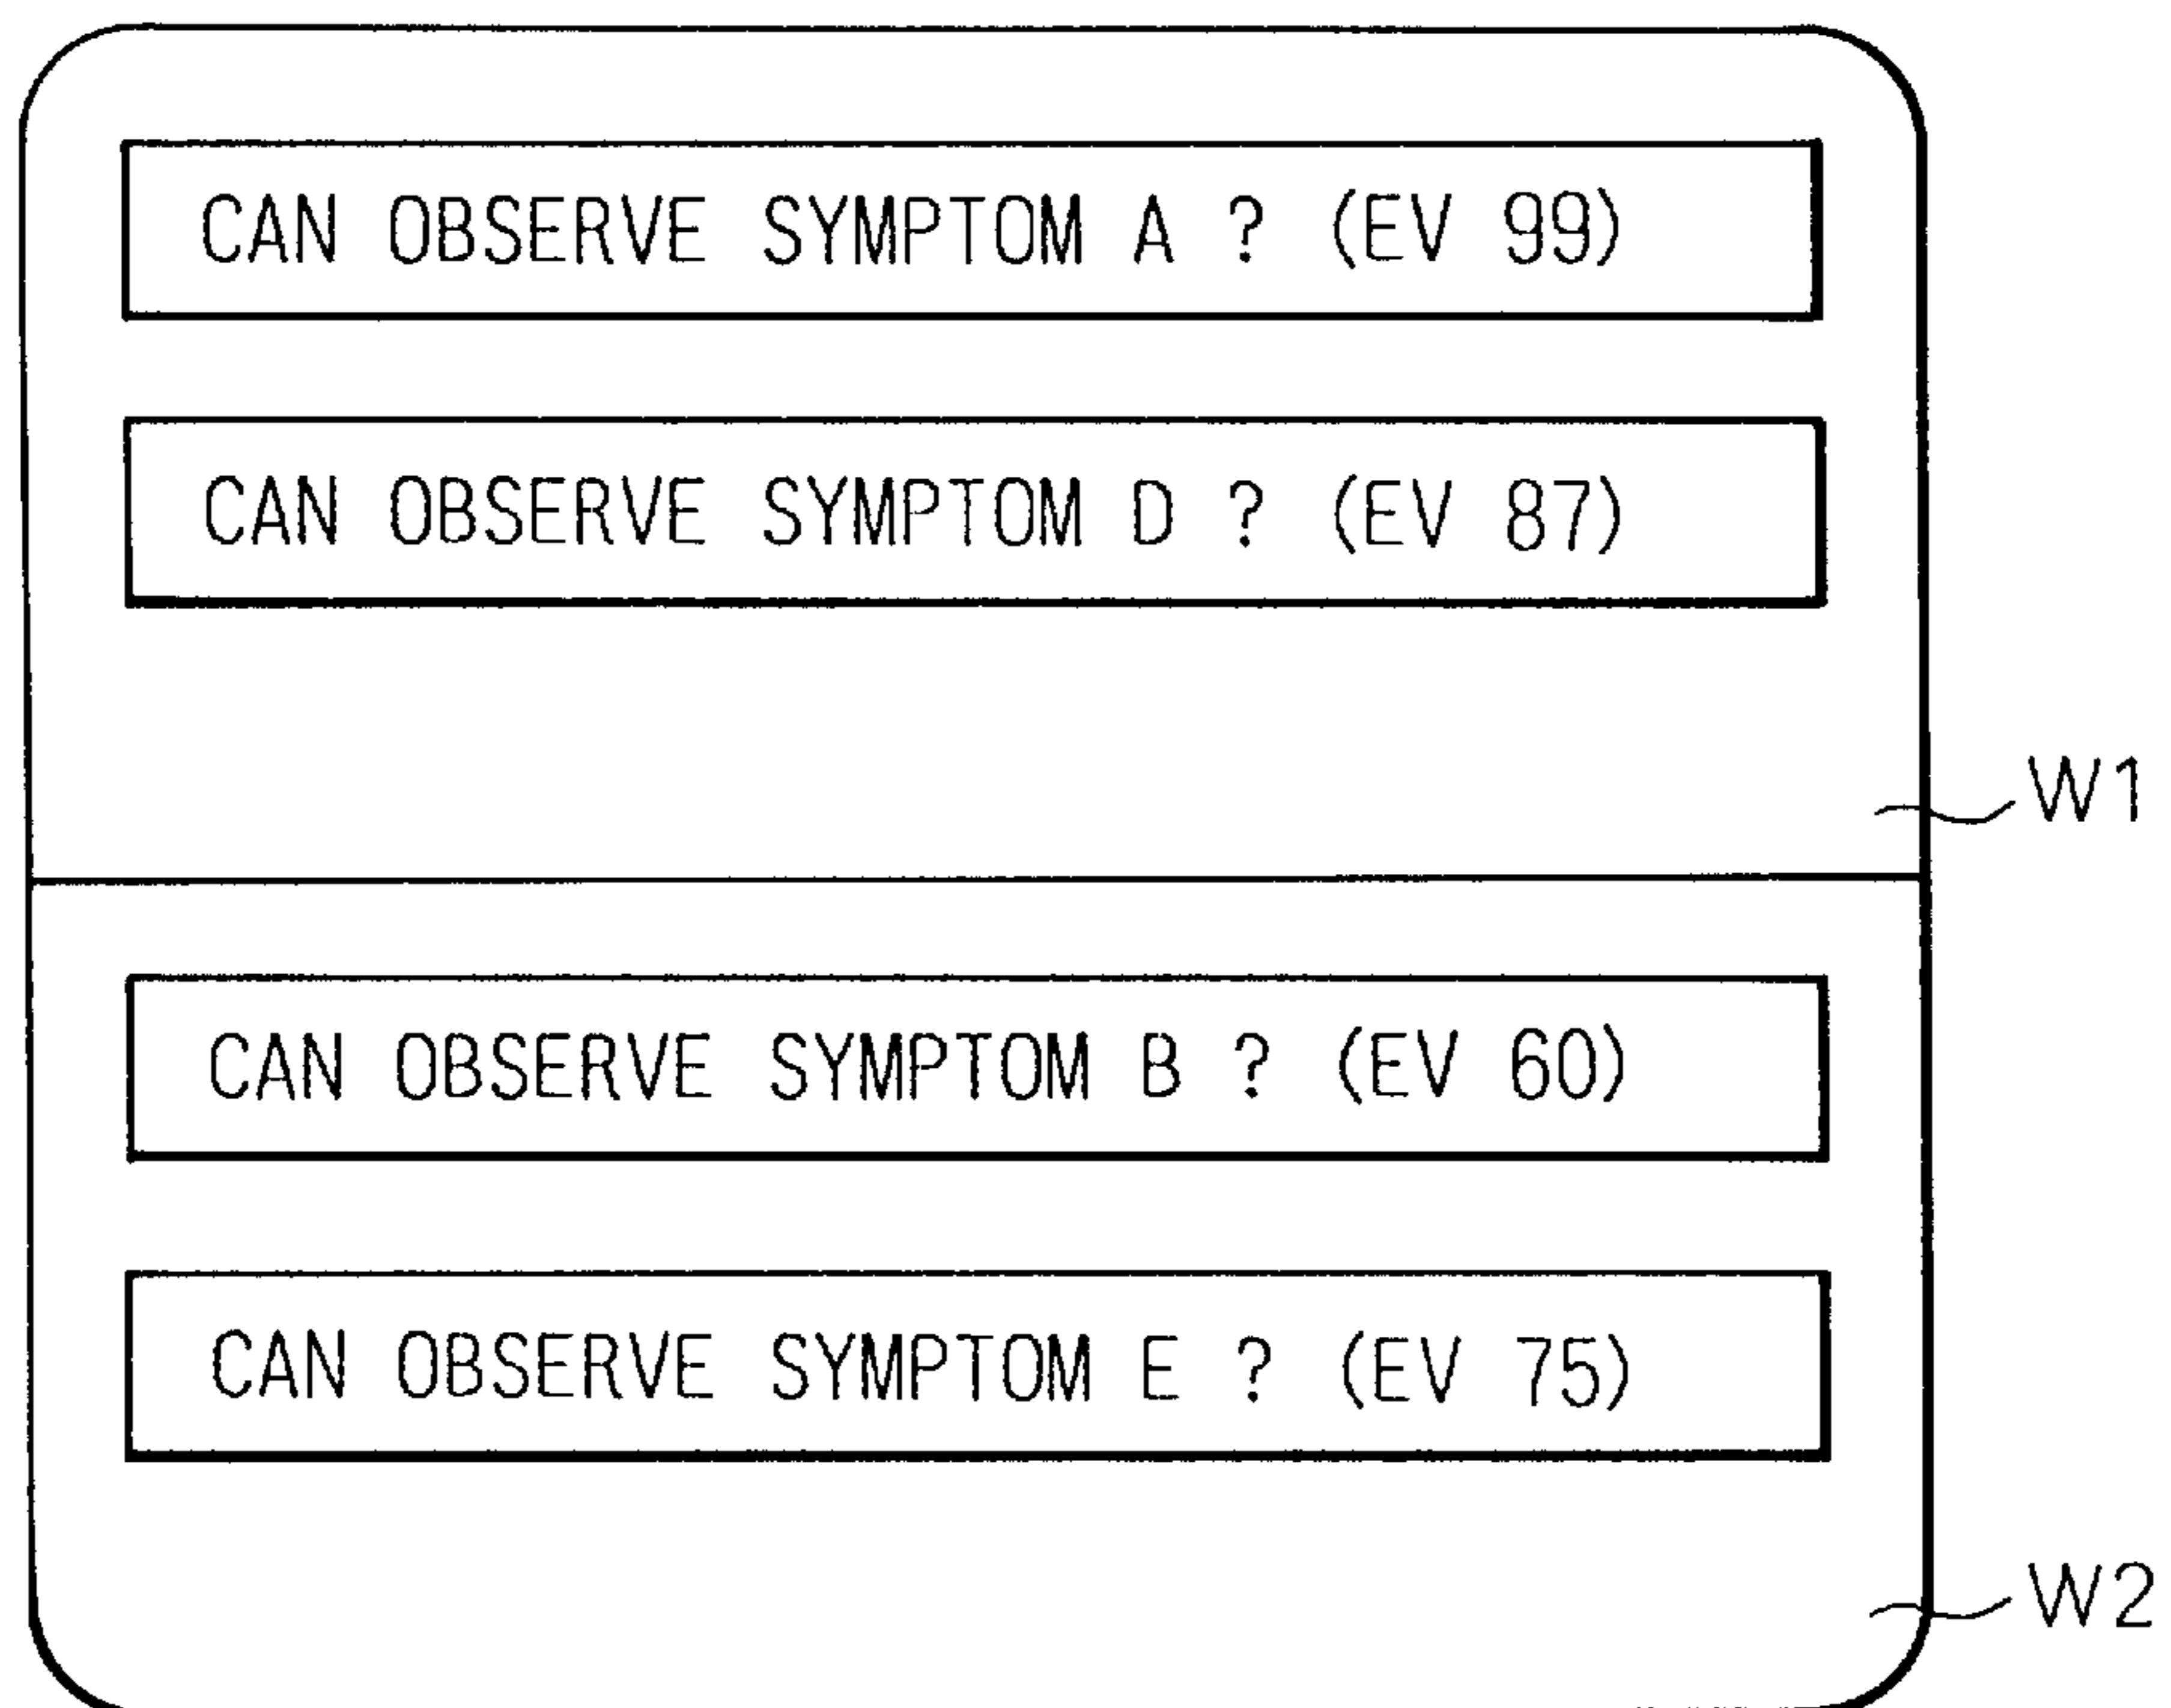 CAN OBSERVE SYMPTOM A ? (EV 99)
CAN OBSERVE SYMPTOM D ? (EV 87)
W1
CAN OBSERVE SYMPTOM B ? (EV 60)
CAN OBSERVE SYMPTOM E ? (EV 75)
W2